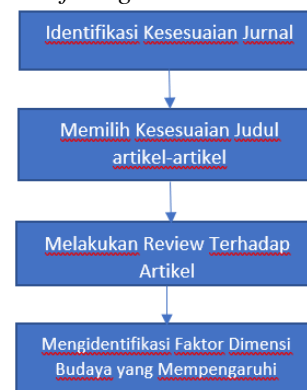 Identifikasi Kesesuaian Jurnal
Memilih Kesesuaian Judul
artikel-artikel
Melakukan Review Terhadap
Artikel
Mengidentifikasi Faktor Dimensi
Budaya yang Mempengaruhi